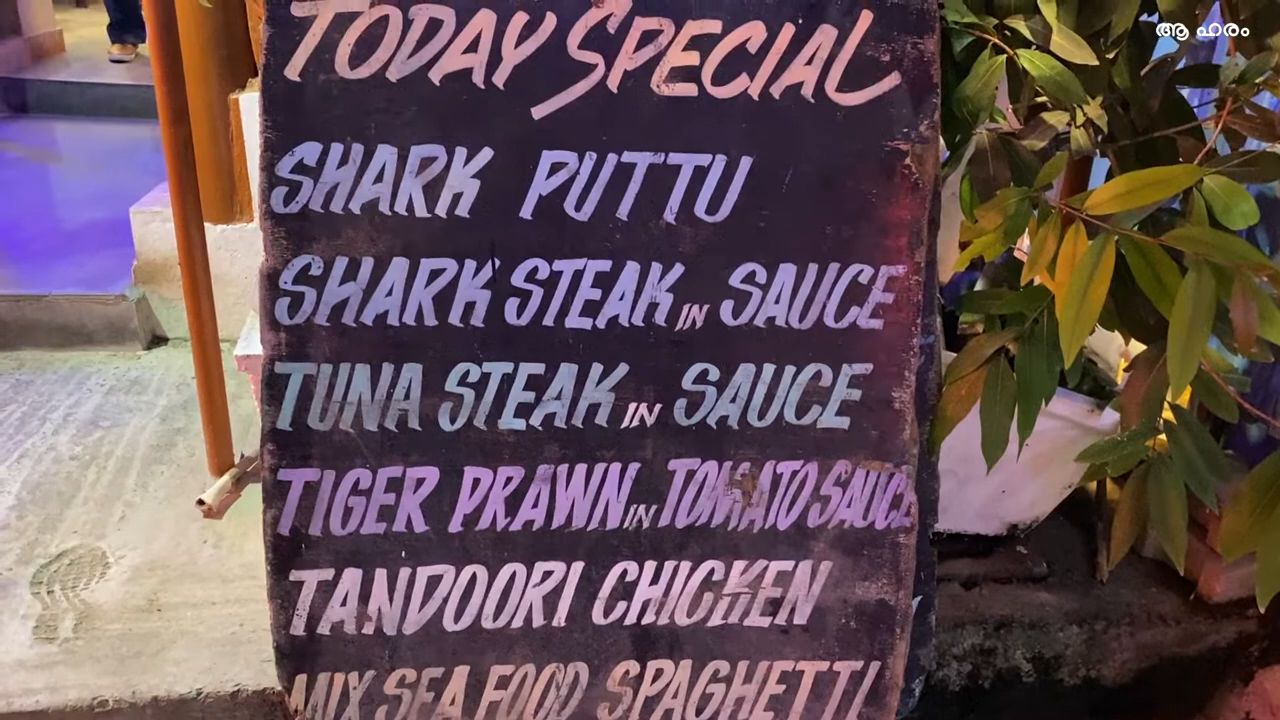 ആ ഹരം
TODAY SPECIAL
SHARK PUTTU
SHARK STEAK IN SAUCE
TUNA STEAK IN SAUCE
TIGER PRAWN IN TOMATO SAUCE
TANDOORI CHICKEN
MIX SEA FOOD SPAGHETTI